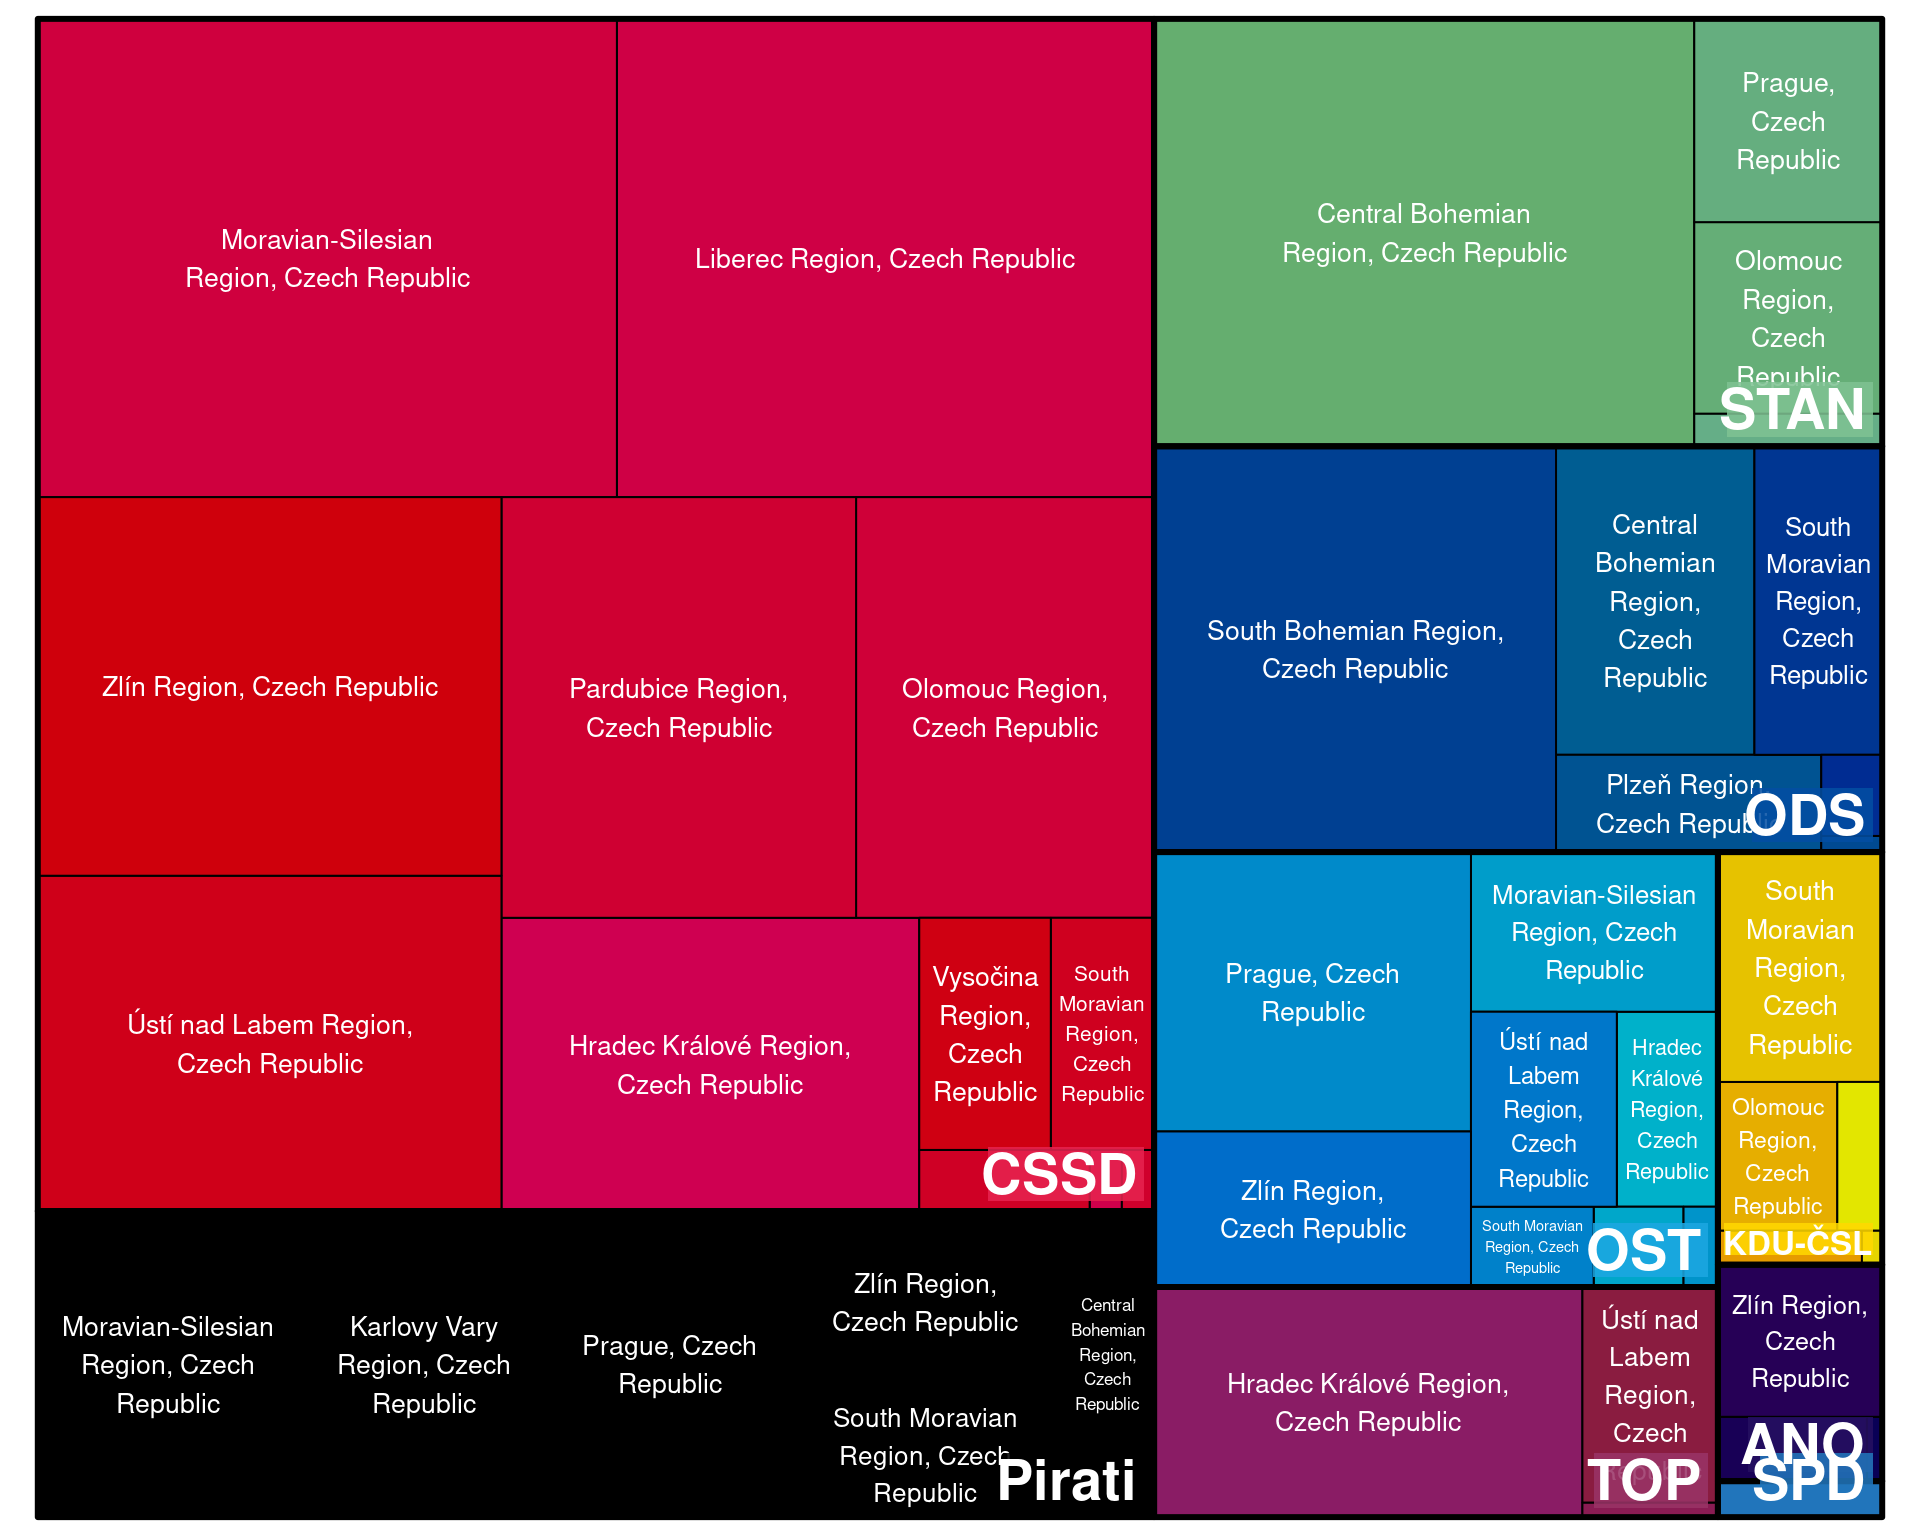 Moravian-Silesian
Region, Czech Republic
Liberec Region, Czech Republic
Zlín Region, Czech Republic
Pardubice Region,
Czech Republic
Olomouc Region,
Czech Republic
Ústí nad Labem Region,
Czech Republic
Hradec Králové Region,
Czech Republic
Vysočina
Region,
Czech
Republic
South
Moravian
Region,
Czech
Republic
CSSD
Moravian-Silesian
Region, Czech
Republic
Karlovy Vary
Region, Czech
Republic
Prague, Czech
Republic
Zlín Region,
Czech Republic
South Moravian
Region, Czech
Republic
Central
Bohemian
Region,
Czech
Republic
Pirati
Central Bohemian
Region, Czech Republic
Prague,
Czech
Republic
Olomouc
Region,
Czech
Republic
STAN
South Bohemian Region,
Czech Republic
Central
Bohemian
Region,
Czech
Republic
South
Moravian
Region,
Czech
Republic
Plzeň Region
Czech Republic
ODS
Prague, Czech
Republic
Moravian-Silesian
Region, Czech
Republic
Zlín Region,
Czech Republic
Ústí nad
Labem
Region,
Czech
Republic
Hradec
Králové
Region,
Czech
Republic
South Moravian
Region, Czech
Republic
OST
South
Moravian
Region,
Czech
Republic
Olomouc
Region,
Czech
Republic
KDU-ČSL
Hradec Králové Region,
Czech Republic
Ústí nad
Labem
Region,
Czech
TOP
Zlín Region,
Czech
Republic
ANO
SPD